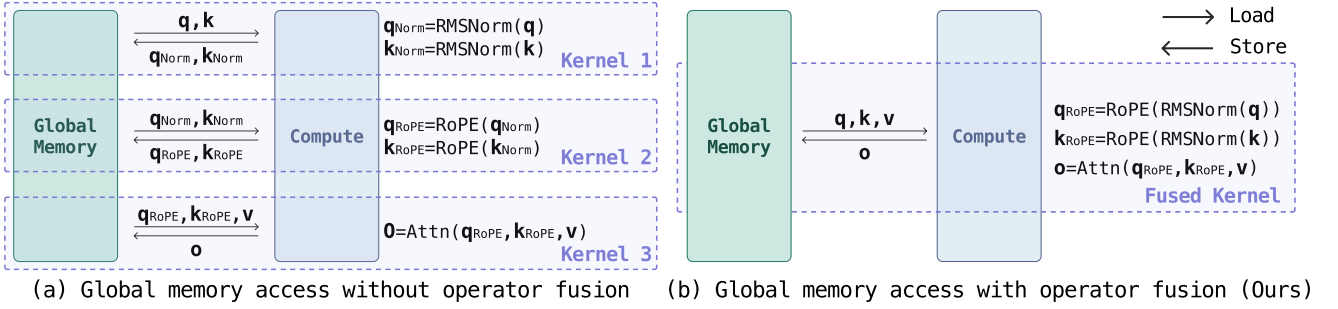 q,k
qNorm,kNorm
qNorm=RMSNorm(q)
kNorm=RMSNorm(k)
Kernel 1
Global
Memory
qNorm,kNorm
qRoPE,kRoPE
Compute
qRoPE=RoPE(qNorm)
kRoPE=RoPE(kNorm)
Kernel 2
qRoPE,kRoPE,v
o
O=Attn(qRoPE,kRoPE,v)
Kernel 3
(a) Global memory access without operator fusion
Load
Store
Global
Memory
q,k,v
o
Compute
qRoPE=RoPE(RMSNorm(q))
kRoPE=RoPE(RMSNorm(k))
o=Attn(qRoPE,kRoPE,v)
Fused Kernel
(b) Global memory access with operator fusion (Ours)